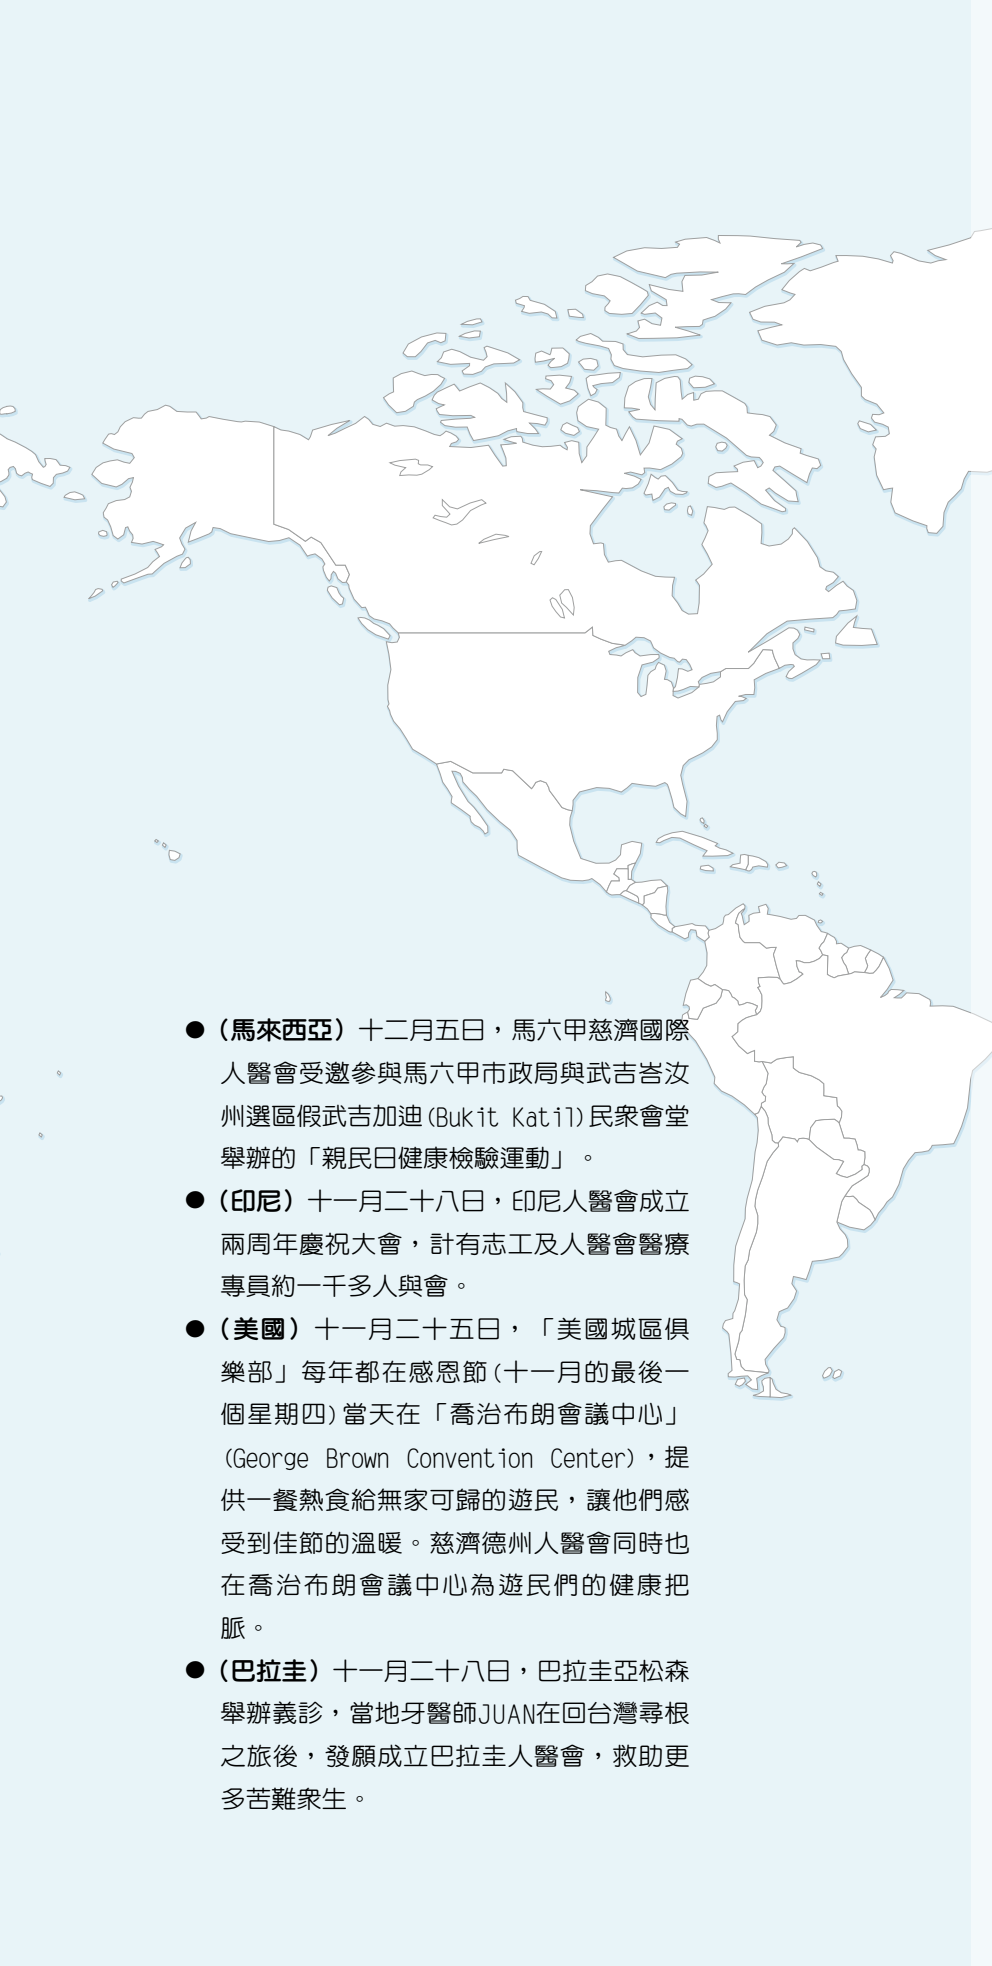 ●（馬來西亞）十二月五日，馬六甲慈濟國際
人醫會受邀參與馬六甲市政局與武吉峇汝
州選區假武吉加迪(Bukit Katil)民眾會堂
舉辦的「親民日健康檢驗運動」。
●（印尼）十一月二十八日，印尼人醫會成立
兩周年慶祝大會，計有志工及人醫會醫療
專員約一千多人與會。
●（美國）十一月二十五日，「美國城區俱
樂部」每年都在感恩節(十一月的最後一
個星期四)當天在「喬治布朗會議中心」
(George Brown Convention Center)，提
供一餐熱食給無家可歸的遊民，讓他們感
受到佳節的溫暖。慈濟德州人醫會同時也
在喬治布朗會議中心為遊民們的健康把
脈。
●（巴拉圭）十一月二十八日，巴拉圭亞松森
舉辦義診，當地牙醫師JUAN在回台灣尋根
之旅後，發願成立巴拉圭人醫會，救助更
多苦難眾生。